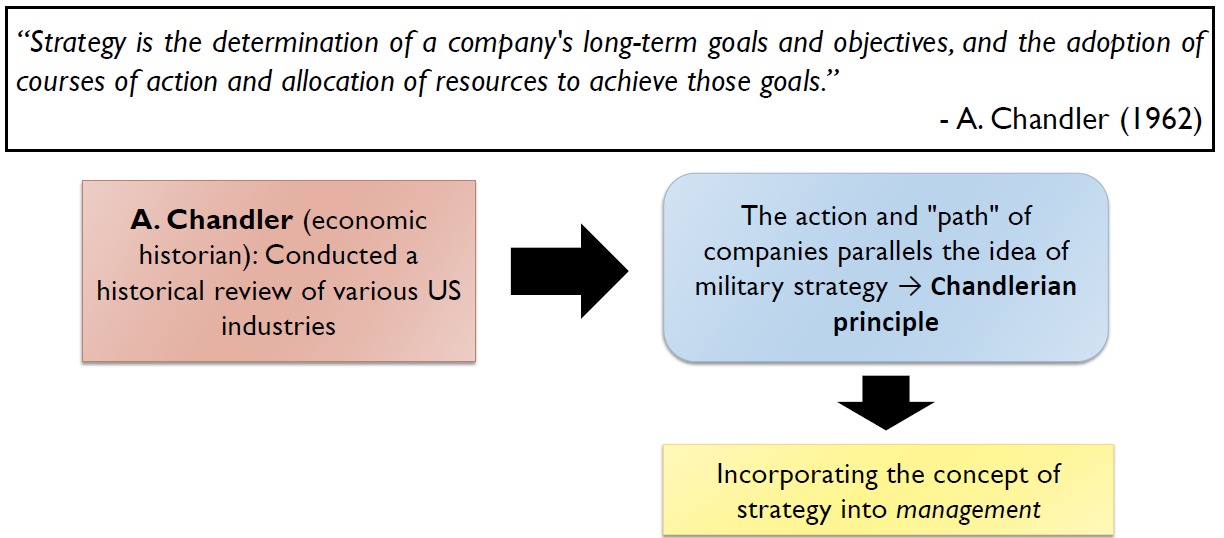 “Strategy is the determination of a company's long-term goals and objectives, and the adoption of
courses of action and allocation of resources to achieve those goals.”
- A. Chandler (1962)
A. Chandler (economic
historian): Conducted a
historical review of various US
industries
The action and "path" of
companies parallels the idea of
military strategy → Chandlerian
principle
Incorporating the concept of
strategy into management